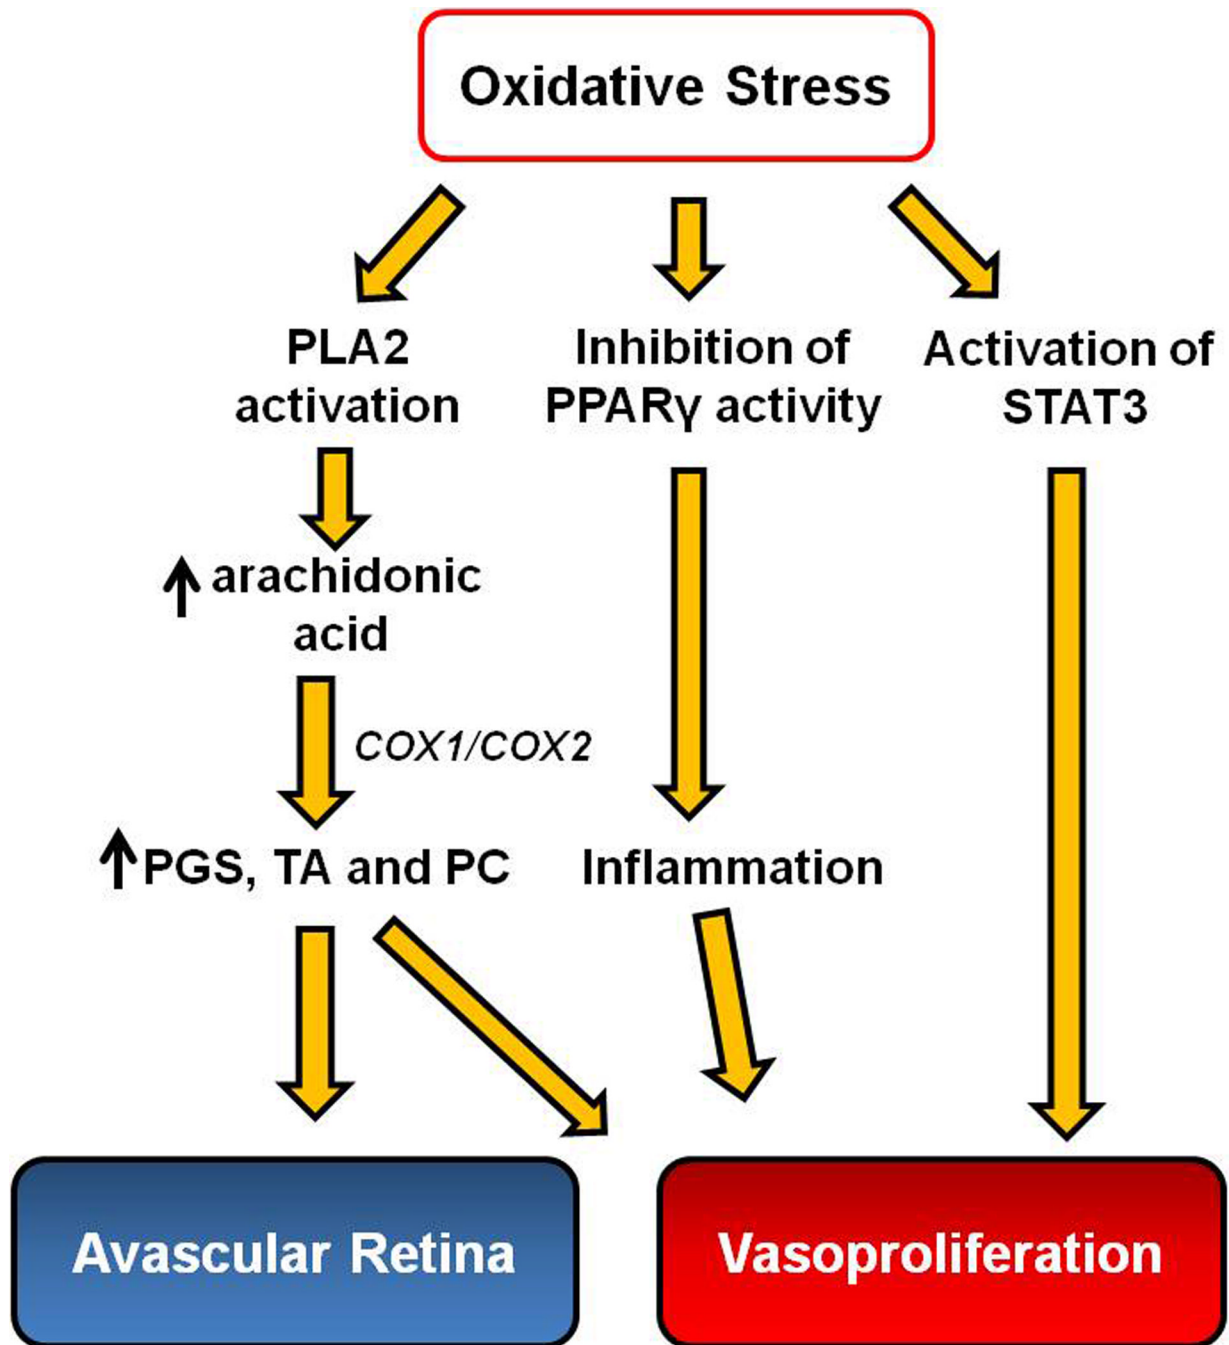 Oxidative Stress
PLA2
activation
Inhibition of
PPARγ activity
Activation of
STAT3
↑ arachidonic
acid
COX1/COX2
↑ PGS, TA and PC
Inflammation
Avascular Retina
Vasoproliferation